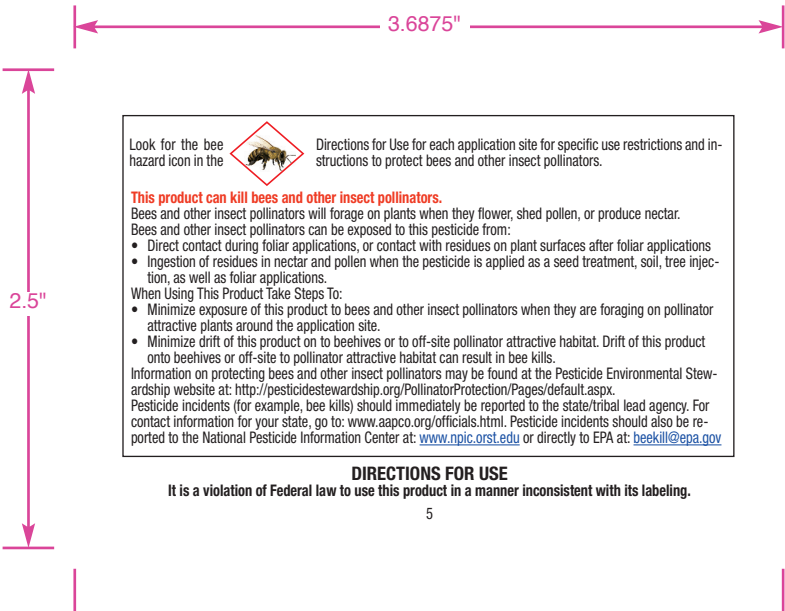 3.6875"
2.5"
Look for the bee
hazard icon in the
Directions for Use for each application site for specific use restrictions and in-
structions to protect bees and other insect pollinators.
This product can kill bees and other insect pollinators.
Bees and other insect pollinators will forage on plants when they flower, shed pollen, or produce nectar.
Bees and other insect pollinators can be exposed to this pesticide from:
• Direct contact during foliar applications, or contact with residues on plant surfaces after foliar applications
• Ingestion of residues in nectar and pollen when the pesticide is applied as a seed treatment, soil, tree injec-
tion, as well as foliar applications.
When Using This Product Take Steps To:
• Minimize exposure of this product to bees and other insect pollinators when they are foraging on pollinator
attractive plants around the application site.
• Minimize drift of this product on to beehives or to off-site pollinator attractive habitat. Drift of this product
onto beehives or off-site to pollinator attractive habitat can result in bee kills.
Information on protecting bees and other insect pollinators may be found at the Pesticide Environmental Stew-
ardship website at: http://pesticidestewardship.org/PollinatorProtection/Pages/default.aspx.
Pesticide incidents (for example, bee kills) should immediately be reported to the state/tribal lead agency. For
contact information for your state, go to: www.aapco.org/officials.html. Pesticide incidents should also be re-
ported to the National Pesticide Information Center at: www.npic.orst.edu or directly to EPA at: beekill@epa.gov
DIRECTIONS FOR USE
It is a violation of Federal law to use this product in a manner inconsistent with its labeling.
5